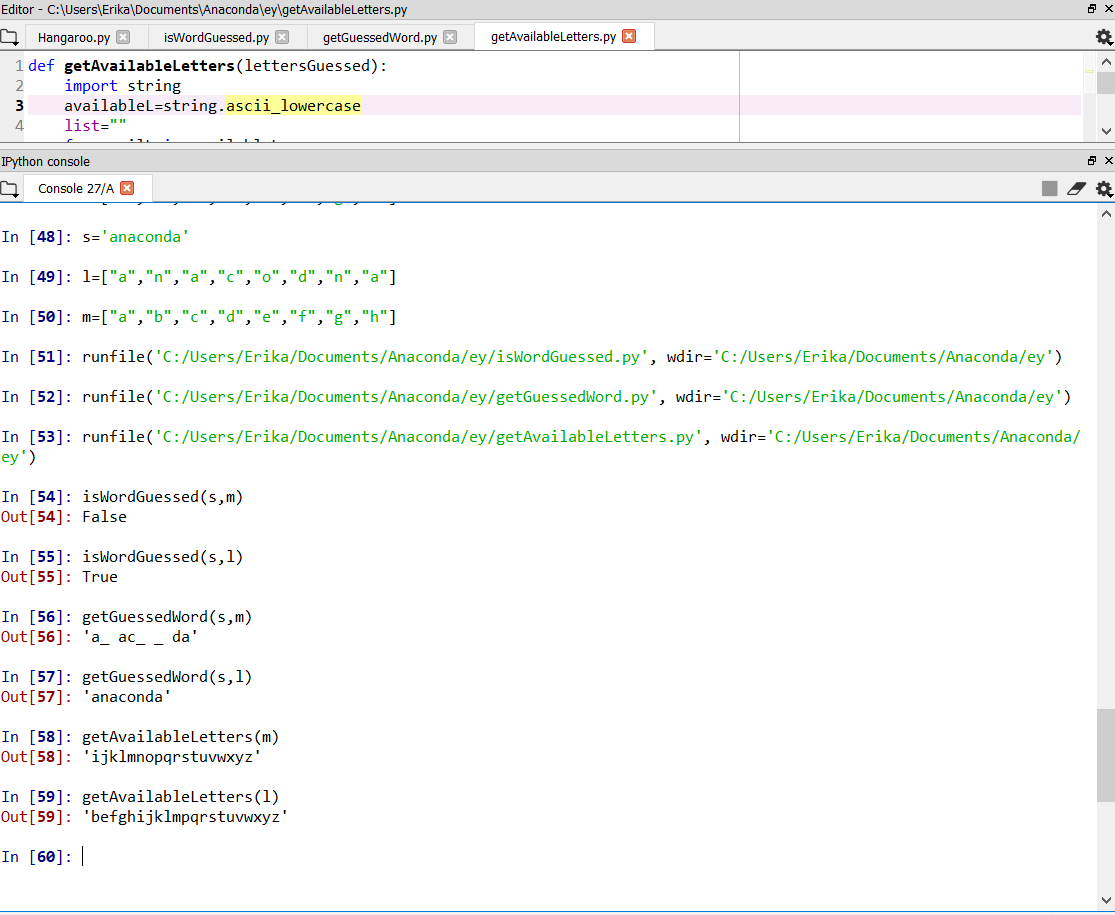 Editor - C:\Users\Erika\Documents\Anaconda\ey\getAvailableLetters.py
Hangaroo.py isWordGuessed.py getGuessedWord.py getAvailableLetters.py
1 def getAvailableLetters(lettersGuessed):
2 import string
3 availableL=string.ascii_lowercase
4 list=""
IPython console
Console 27/A
In [48]: s='anaconda'
In [49]: l=["a","n","a","c","o","d","n","a"]
In [50]: m=["a","b","c","d","e","f","g","h"]
In [51]: runfile('C:/Users/Erika/Documents/Anaconda/ey/isWordGuessed.py', wdir='C:/Users/Erika/Documents/Anaconda/ey')
In [52]: runfile('C:/Users/Erika/Documents/Anaconda/ey/getGuessedWord.py', wdir='C:/Users/Erika/Documents/Anaconda/ey')
In [53]: runfile('C:/Users/Erika/Documents/Anaconda/ey/getAvailableLetters.py', wdir='C:/Users/Erika/Documents/Anaconda/
ey')
In [54]: isWordGuessed(s,m)
Out[54]: False
In [55]: isWordGuessed(s,l)
Out[55]: True
In [56]: getGuessedWord(s,m)
Out[56]: 'a_ ac_ _ da'
In [57]: getGuessedWord(s,l)
Out[57]: 'anaconda'
In [58]: getAvailableLetters(m)
Out[58]: 'ijklmnopqrstuvwxyz'
In [59]: getAvailableLetters(l)
Out[59]: 'befghijklmpqrstuvwxyz'
In [60]: